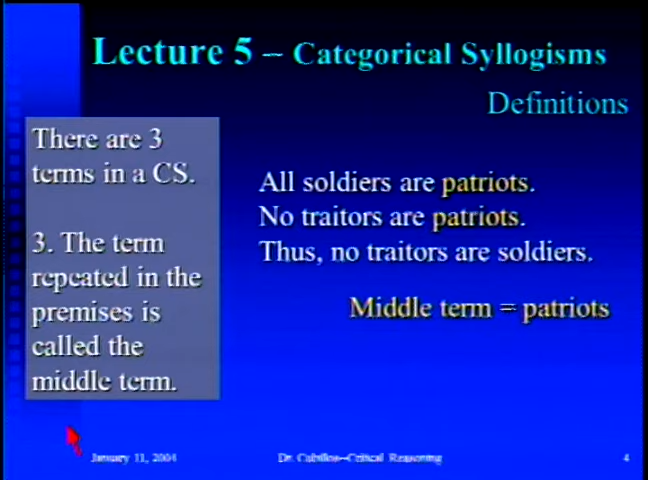 Lecture 5 – Categorical Syllogisms
Definitions
There are 3
terms in a CS.
3. The term
repeated in the
premises is
called the
middle term.
All soldiers are patriots.
No traitors are patriots.
Thus, no traitors are soldiers.
Middle term = patriots
January 11, 2004
Dr. Cubillos--Critical Reasoning
4